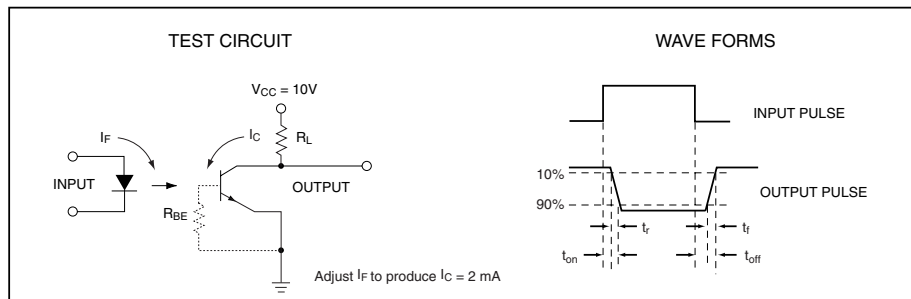 TEST CIRCUIT
WAVE FORMS
VCC = 10V
IF
IC
RL
INPUT
OUTPUT
RBE
Adjust IF to produce IC = 2 mA
INPUT PULSE
10%
OUTPUT PULSE
90%
tr
tf
ton
toff